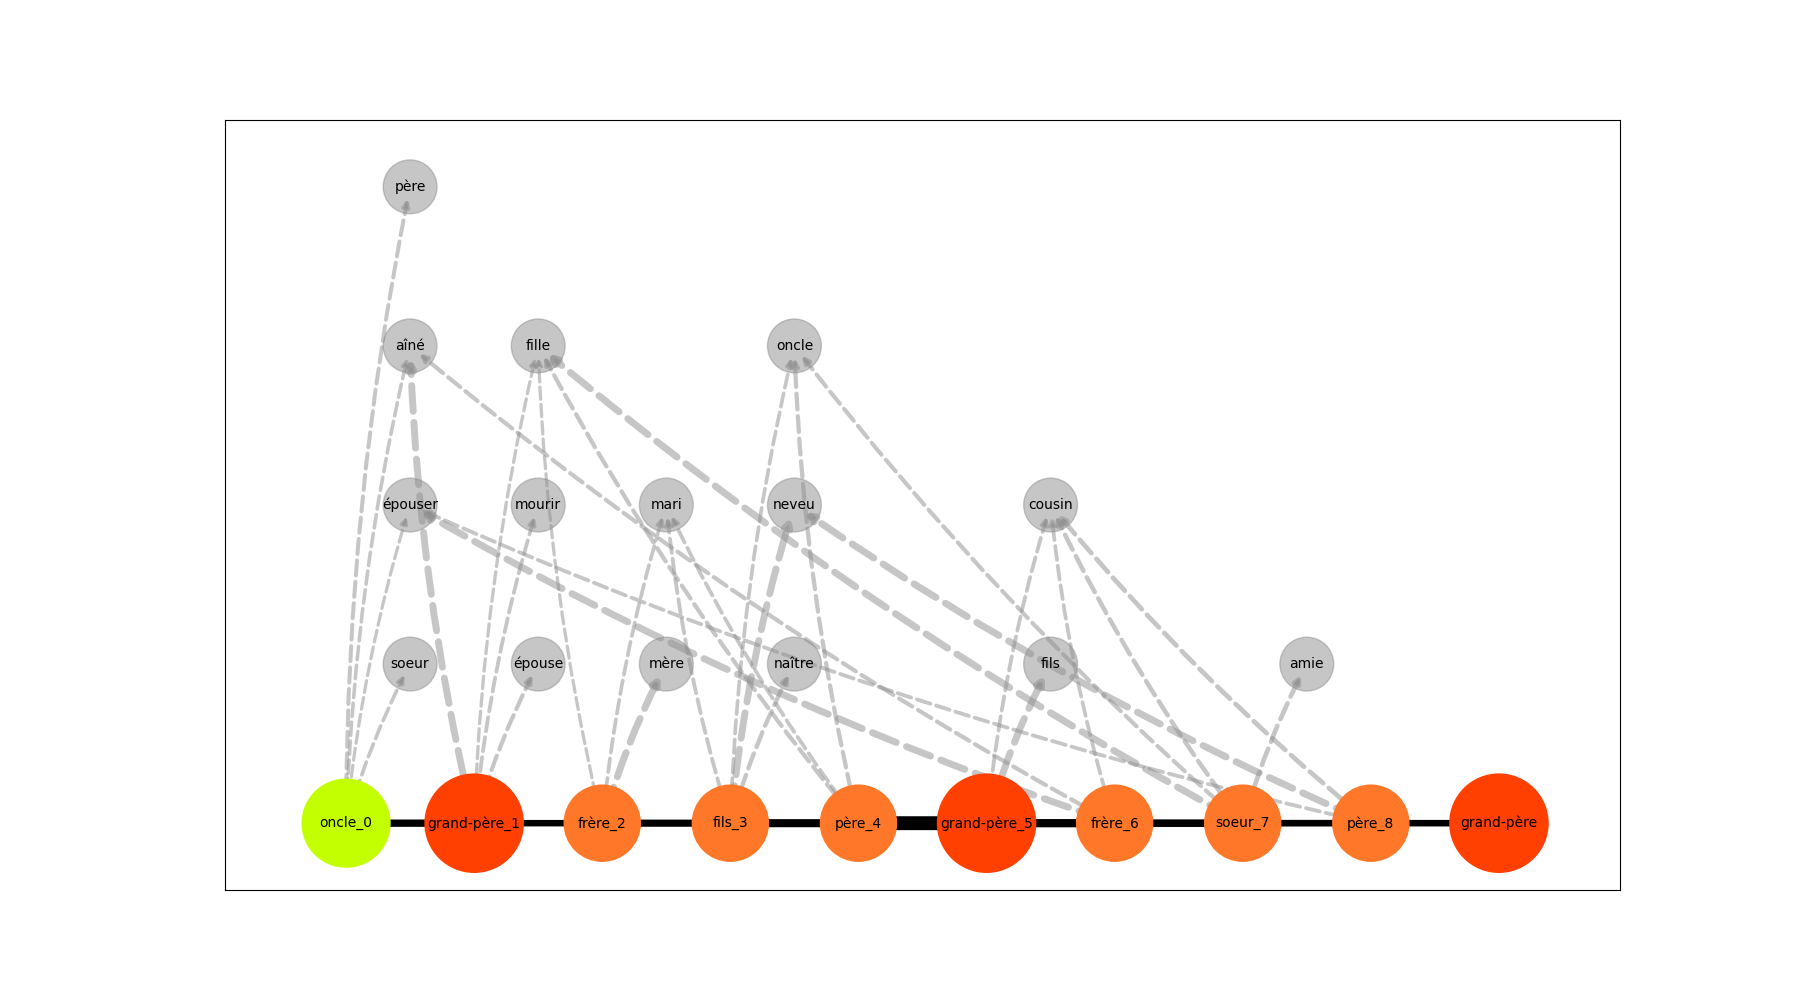 père
aîné
fille
oncle
épouser
mourir
mari
neveu
cousin
soeur
épouse
mère
naître
fils
amie
oncle_0
grand-père_1
frère_2
fils_3
père_4
grand-père_5
frère_6
soeur_7
père_8
grand-père